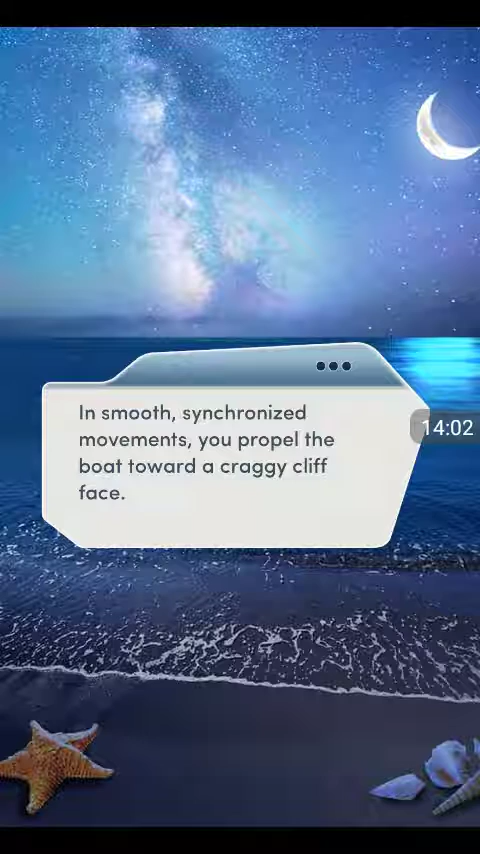 In smooth, synchronized
movements, you propel the
boat toward a craggy cliff
face.
14:02